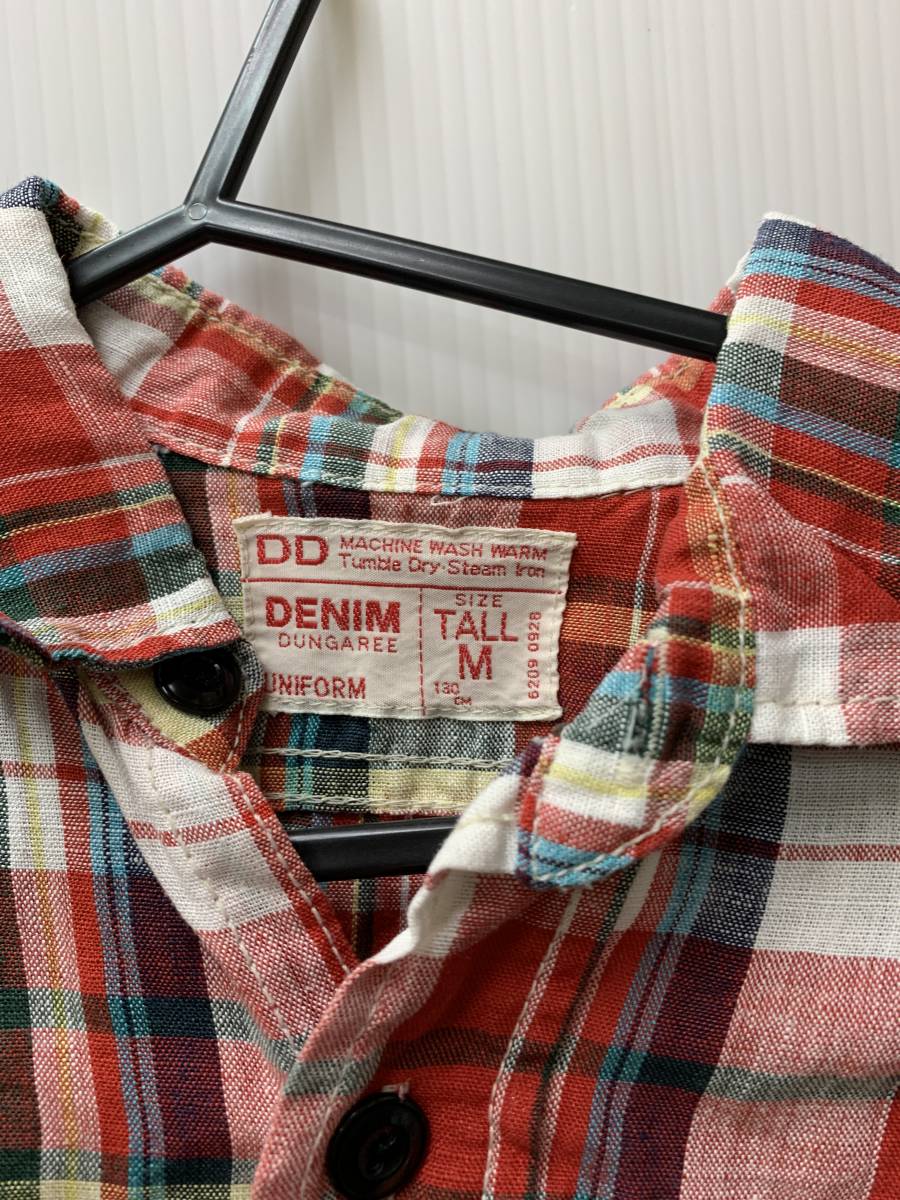 DD
MACHINE WASH WARM
Tumble Dry·Steam Iron
DENIM
DUNGAREE
UNIFORM
SIZE
TALL
M
130
CM
6209 0928